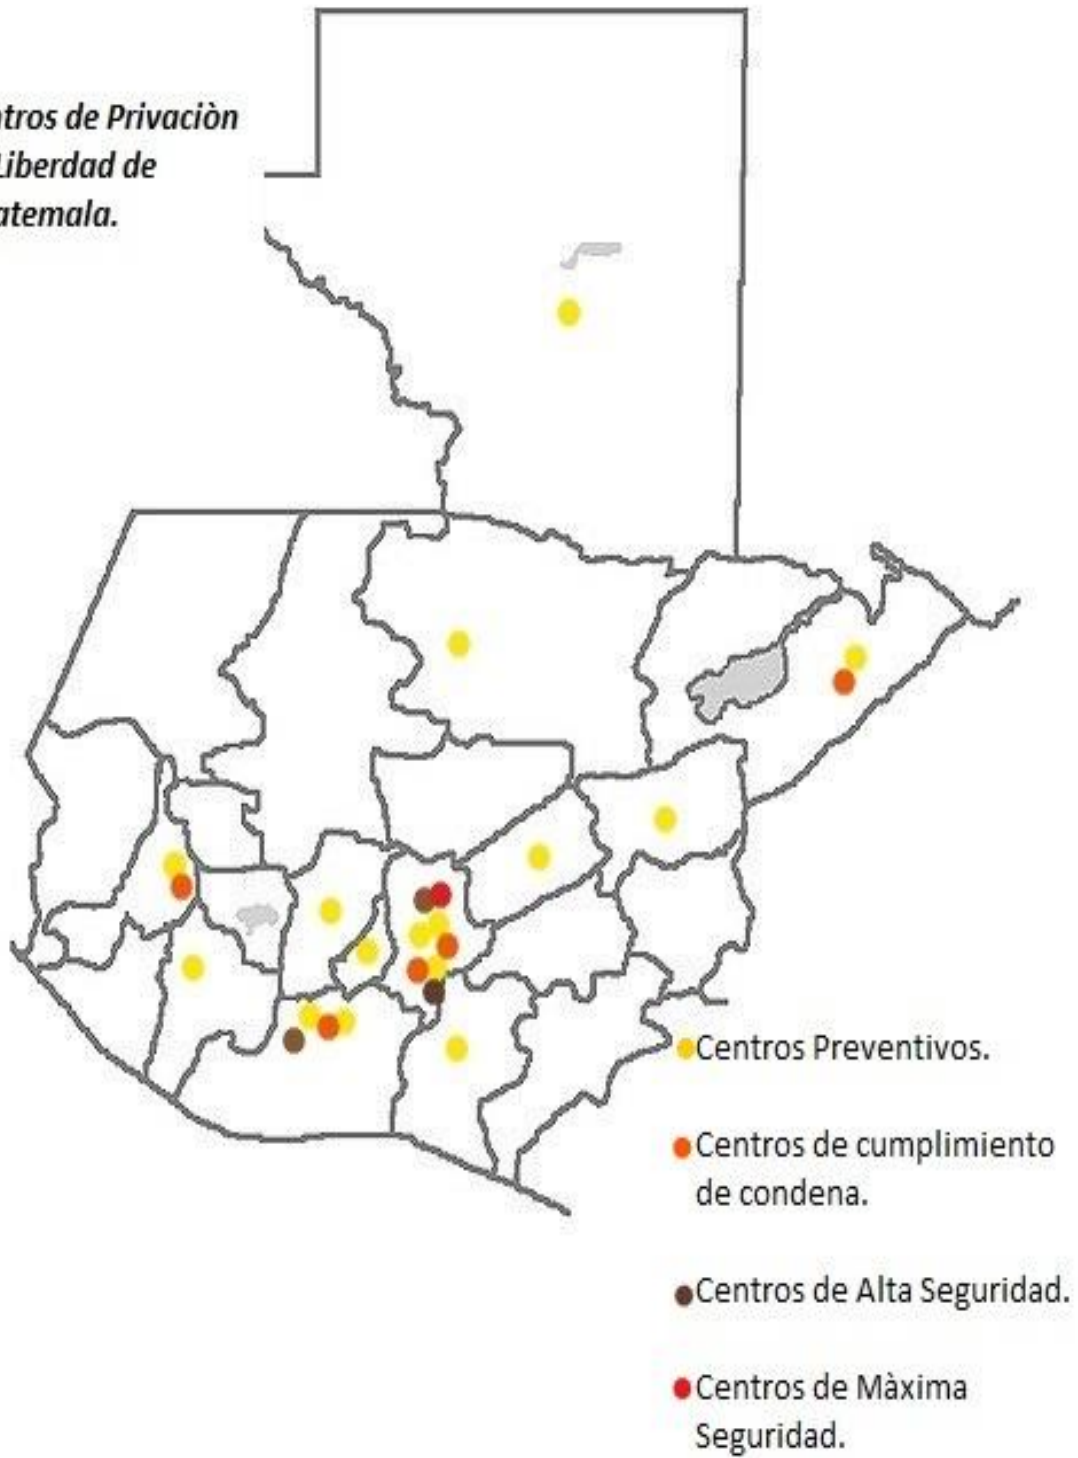 ntros de Privaciòn
Liberdad de
atemala.
Centros Preventivos.
Centros de cumplimiento
de condena.
Centros de Alta Seguridad.
Centros de Màxima
Seguridad.